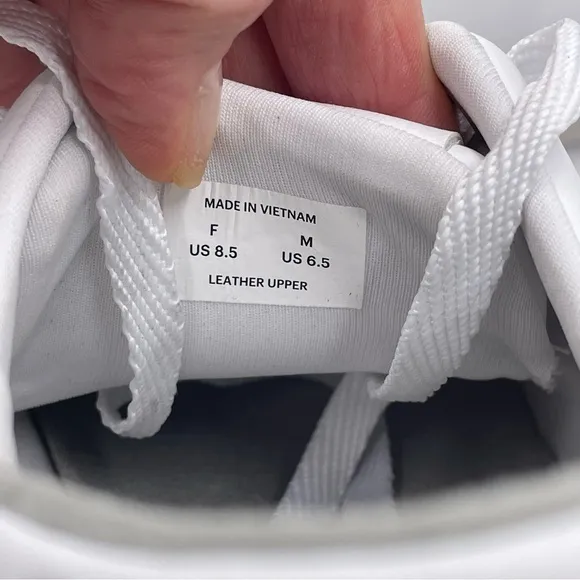 MADE IN VIETNAM
F M
US 8.5 US 6.5
LEATHER UPPER